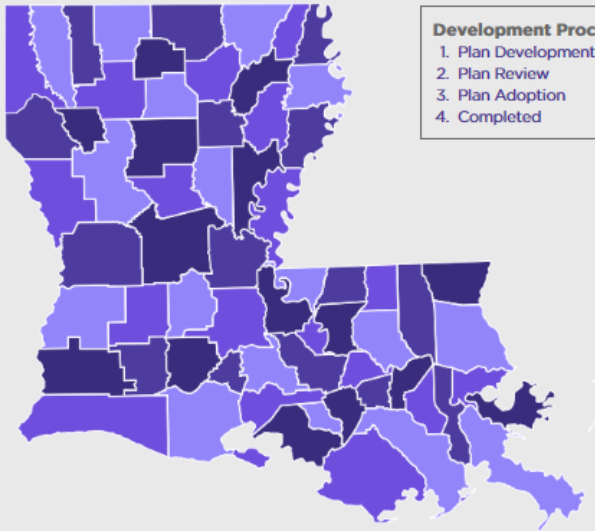 Development Proc
1. Plan Development
2. Plan Review
3. Plan Adoption
4. Completed